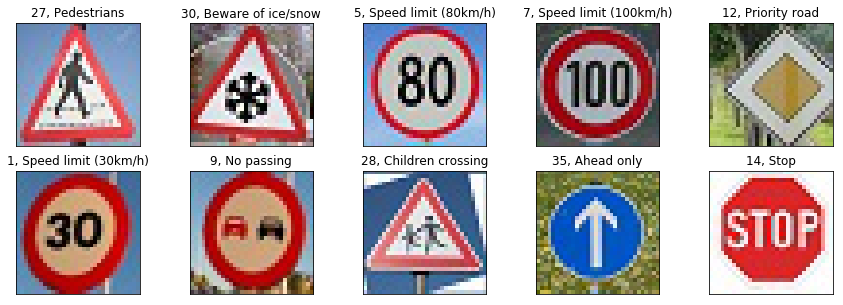 27, Pedestrians
30, Beware of ice/snow
5, Speed limit (80km/h)
7, Speed limit (100km/h)
12, Priority road
80
100
1, Speed limit (30km/h)
9, No passing
28, Children crossing
35, Ahead only
14, Stop
30
STOP